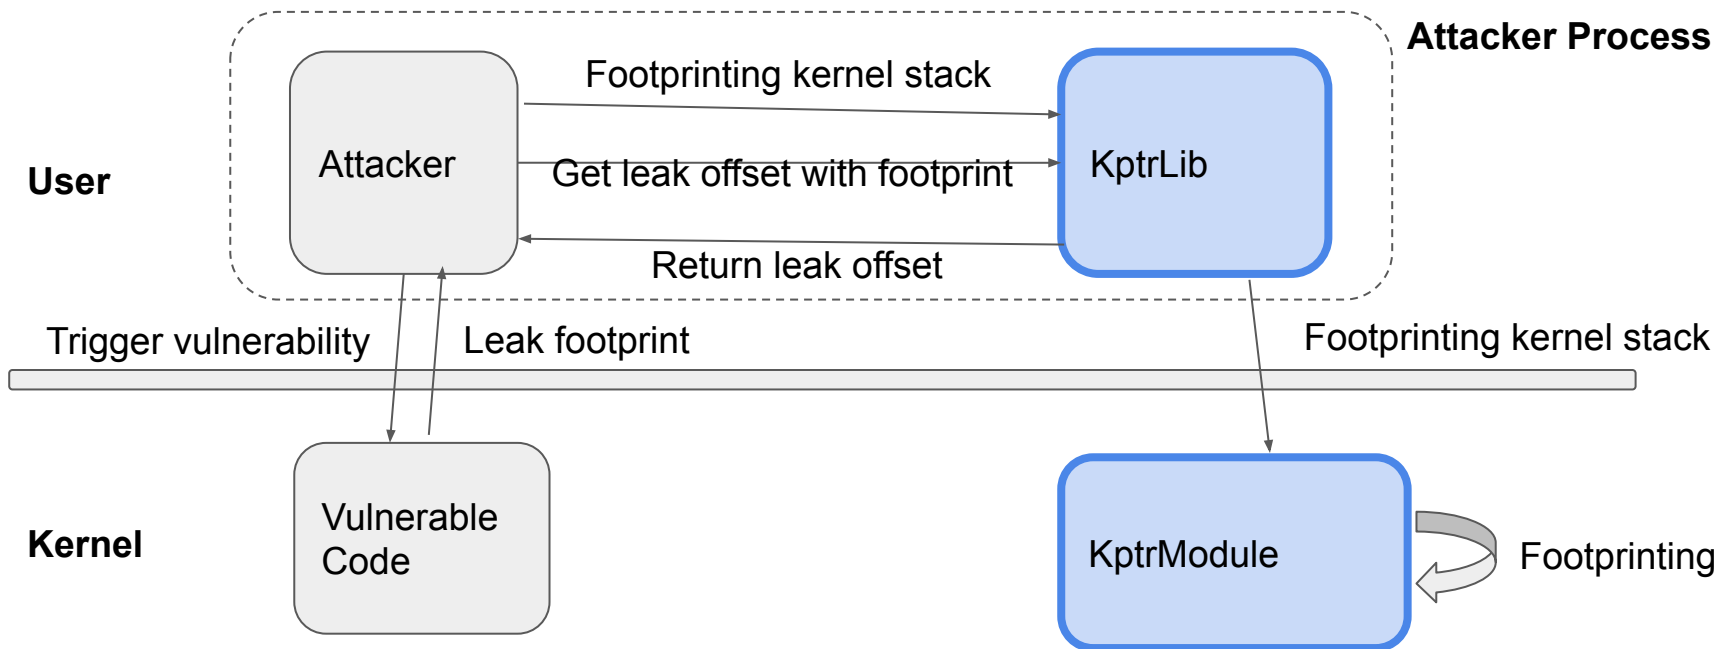 Attacker Process
Footprinting kernel stack
Attacker
KptrLib
User
Get leak offset with footprint
Return leak offset
Trigger vulnerability
Leak footprint
Footprinting kernel stack
Vulnerable
Code
Kernel
KptrModule
Footprinting